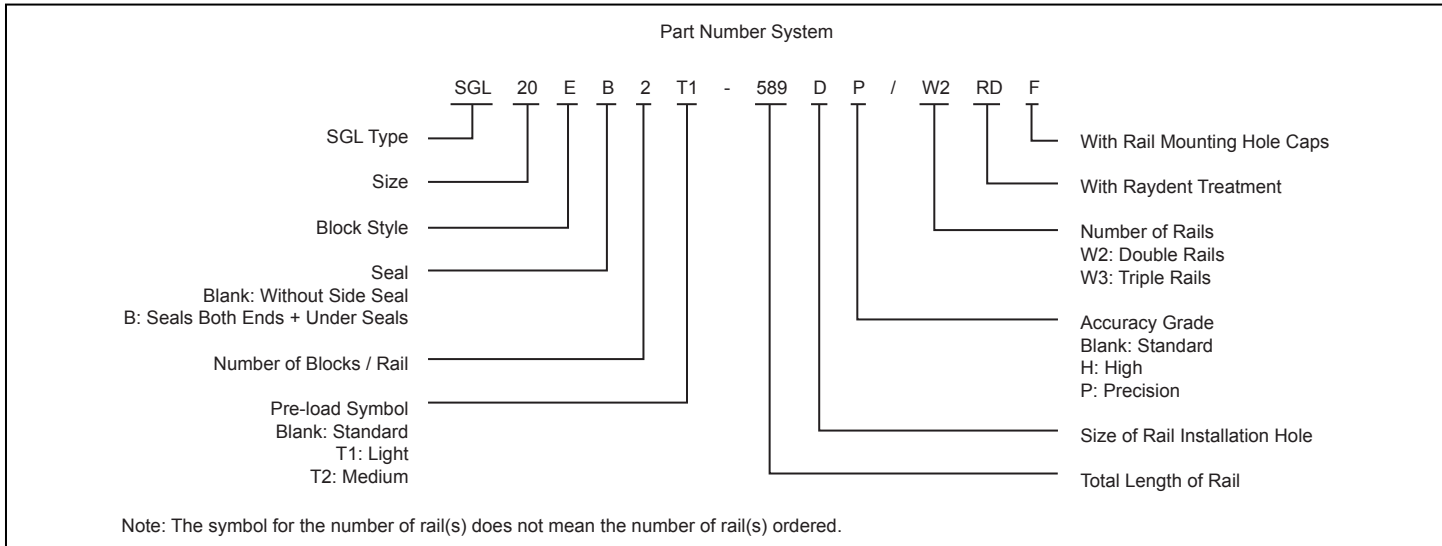 Part Number System
SGL 20 E B 2 T1 - 589 D P / W2 RD F
SGL Type
Size
Block Style
Seal
Blank: Without Side Seal
B: Seals Both Ends + Under Seals
Number of Blocks / Rail
Pre-load Symbol
Blank: Standard
T1: Light
T2: Medium
With Rail Mounting Hole Caps
With Raydent Treatment
Number of Rails
W2: Double Rails
W3: Triple Rails
Accuracy Grade
Blank: Standard
H: High
P: Precision
Size of Rail Installation Hole
Total Length of Rail
Note: The symbol for the number of rail(s) does not mean the number of rail(s) ordered.